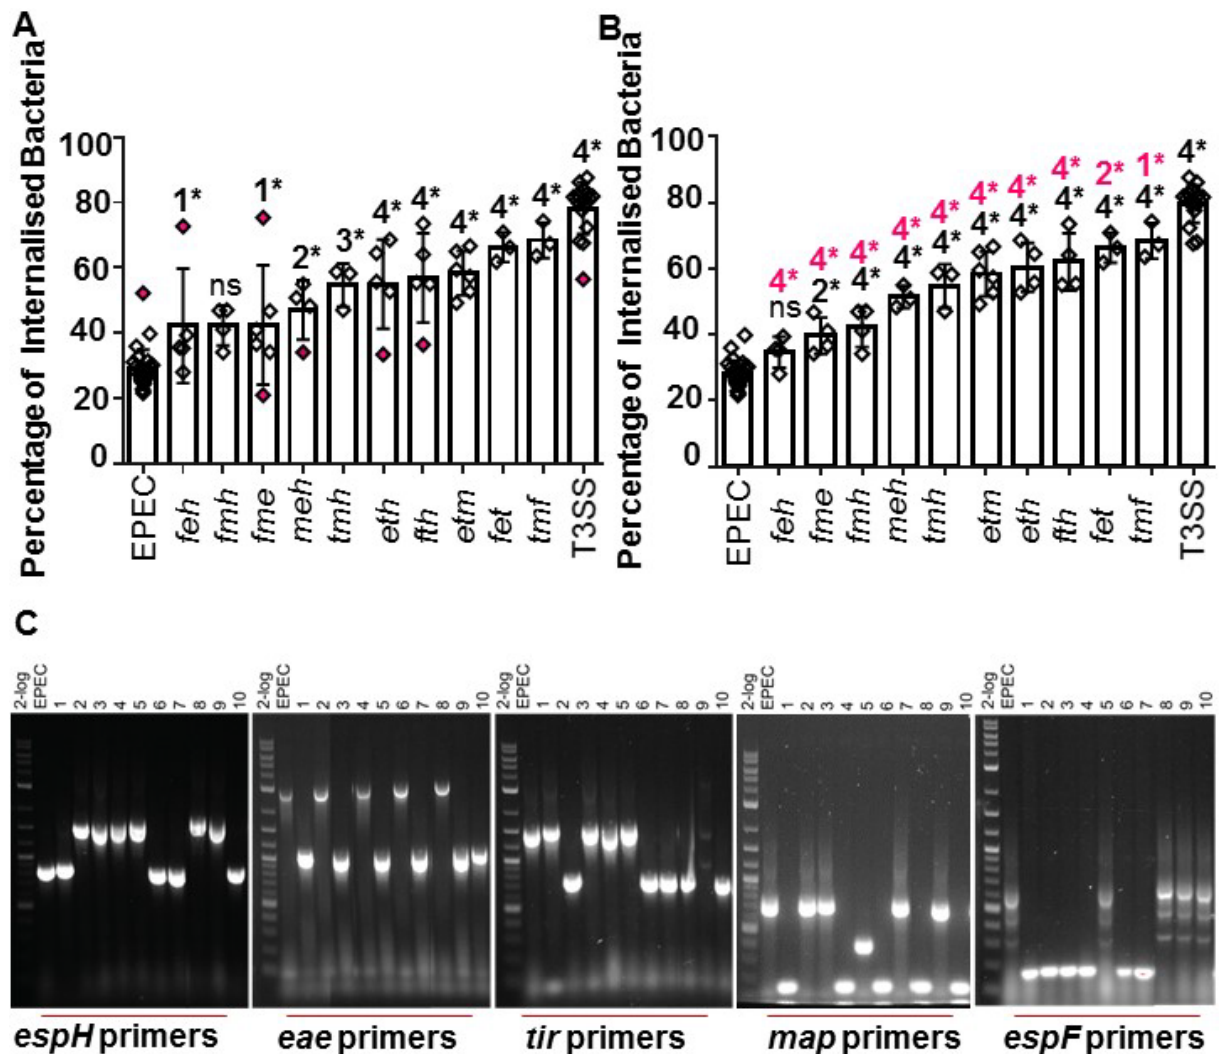 A
Percentage of Internalised Bacteria
100
80
60
40
20
0
1*
ns
1*
2*
3*
4*
4*
4*
4*
4*
4*
EPEC
feh
fmh
fme
meh
tmh
eth
fth
etm
fet
tmf
T3SS
B
Percentage of Internalised Bacteria
100
80
60
40
20
0
4*
4*
4*
4*
4*
4*
4*
4*
2*
1*
ns
2*
4*
4*
4*
4*
4*
4*
4*
4*
4*
EPEC
feh
fme
fmh
meh
tmh
etm
eth
fth
fet
tmf
T3SS
C
2-log EPEC 1 2 3 4 5 6 7 8 9 10
2-log EPEC 1 2 3 4 5 6 7 8 9 10
2-log EPEC 1 2 3 4 5 6 7 8 9 10
2-log EPEC 1 2 3 4 5 6 7 8 9 10
2-log EPEC 1 2 3 4 5 6 7 8 9 10
espH primers
eae primers
tir primers
map primers
espF primers